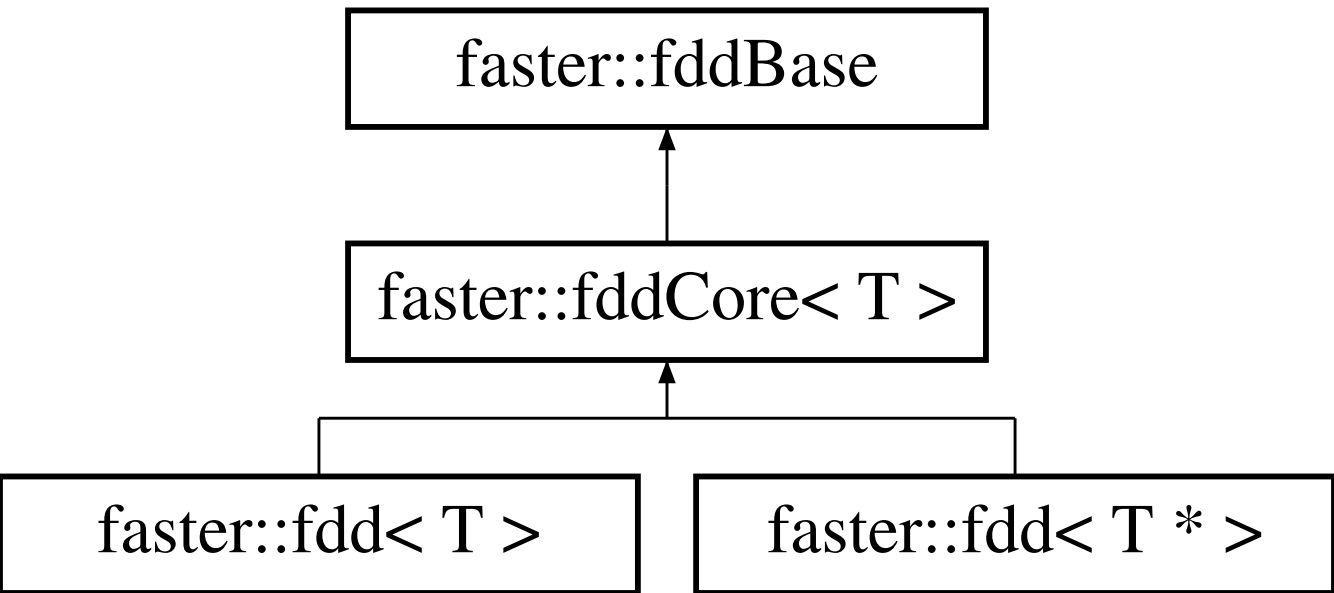 faster::fddBase
faster::fddCore< T >
faster::fdd< T >
faster::fdd< T * >